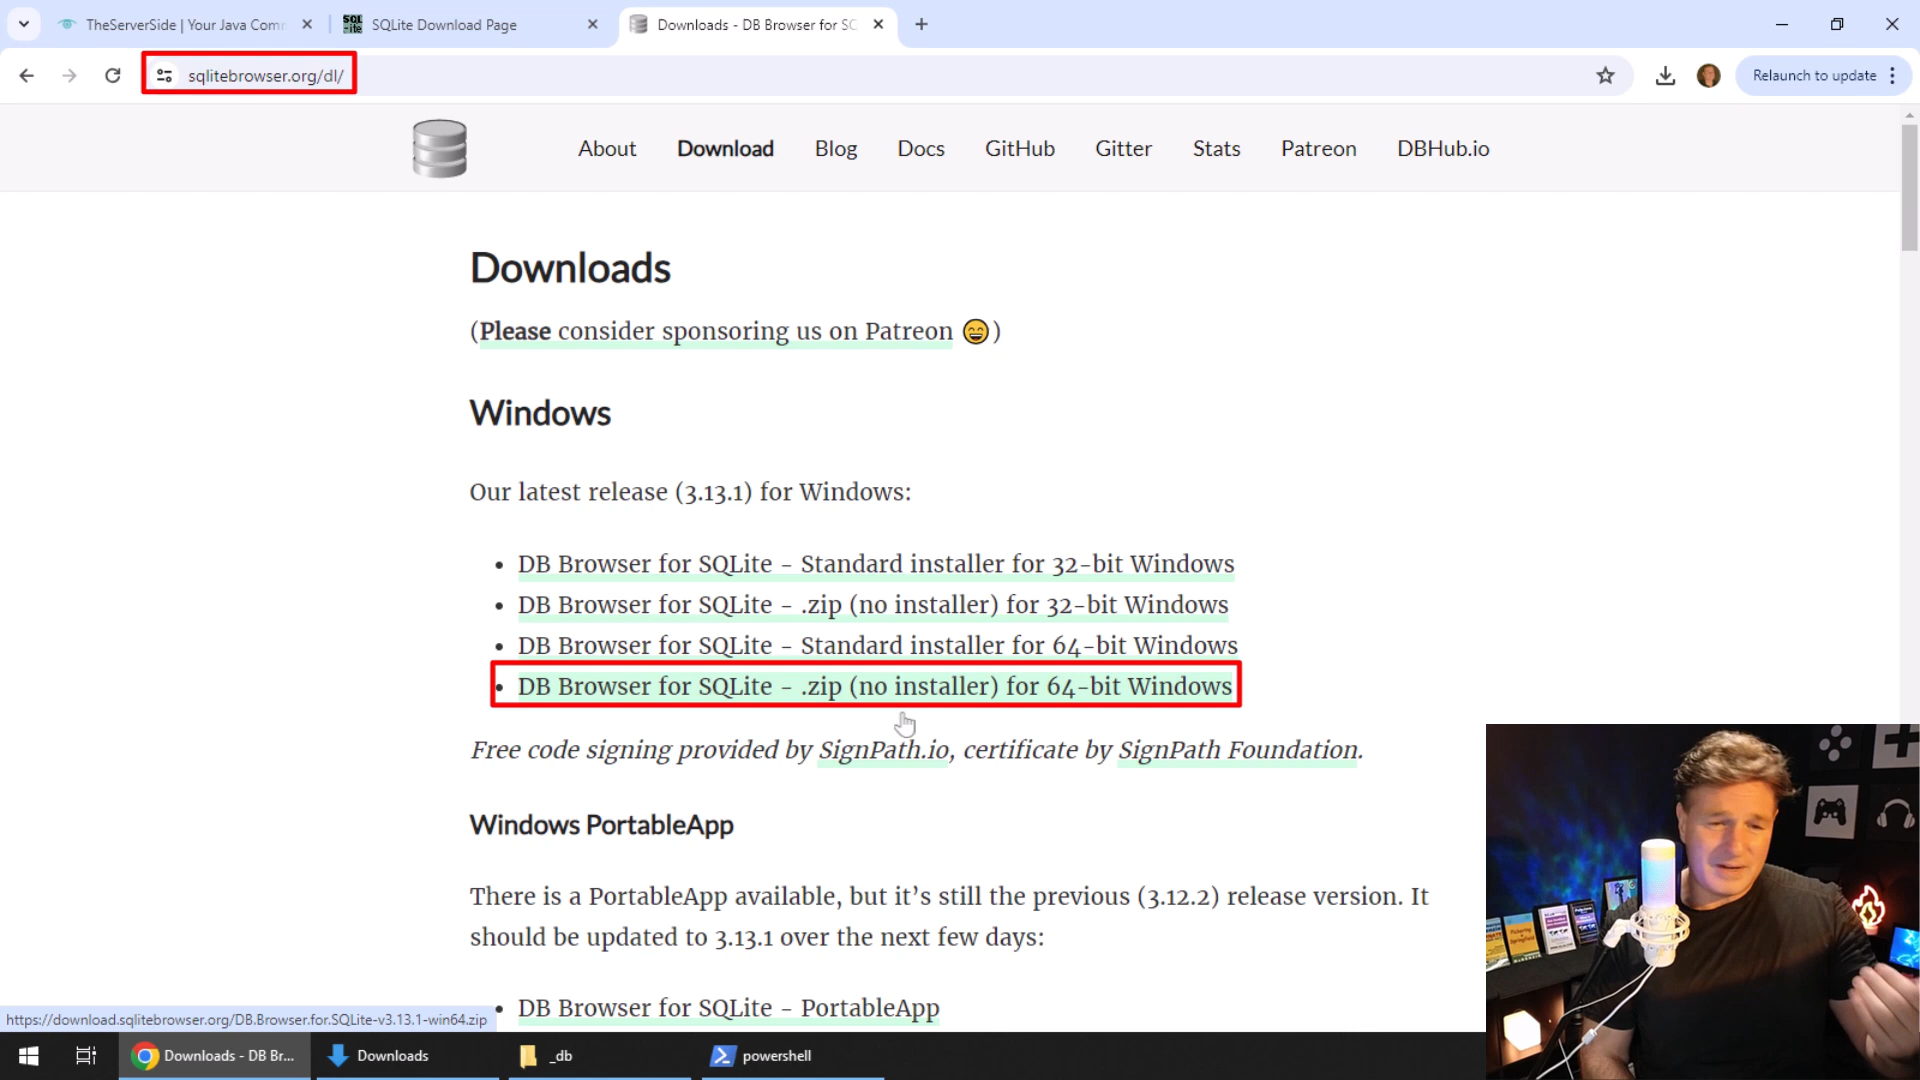 TheServerSide | Your Java Com
SQLite Download Page
Downloads - DB Browser for SQ
sqlitebrowser.org/dl/
Relaunch to update
About
Download
Blog
Docs
GitHub
Gitter
Stats
Patreon
DBHub.io
Downloads
(Please consider sponsoring us on Patreon 😄)
Windows
Our latest release (3.13.1) for Windows:
• DB Browser for SQLite - Standard installer for 32-bit Windows
• DB Browser for SQLite - .zip (no installer) for 32-bit Windows
• DB Browser for SQLite - Standard installer for 64-bit Windows
• DB Browser for SQLite - .zip (no installer) for 64-bit Windows
Free code signing provided by SignPath.io, certificate by SignPath Foundation.
Windows PortableApp
There is a PortableApp available, but it’s still the previous (3.12.2) release version. It
should be updated to 3.13.1 over the next few days:
• DB Browser for SQLite - PortableApp
https://download.sqlitebrowser.org/DB.Browser.for.SQLite-v3.13.1-win64.zip
Downloads - DB Br...
Downloads
_db
powershell